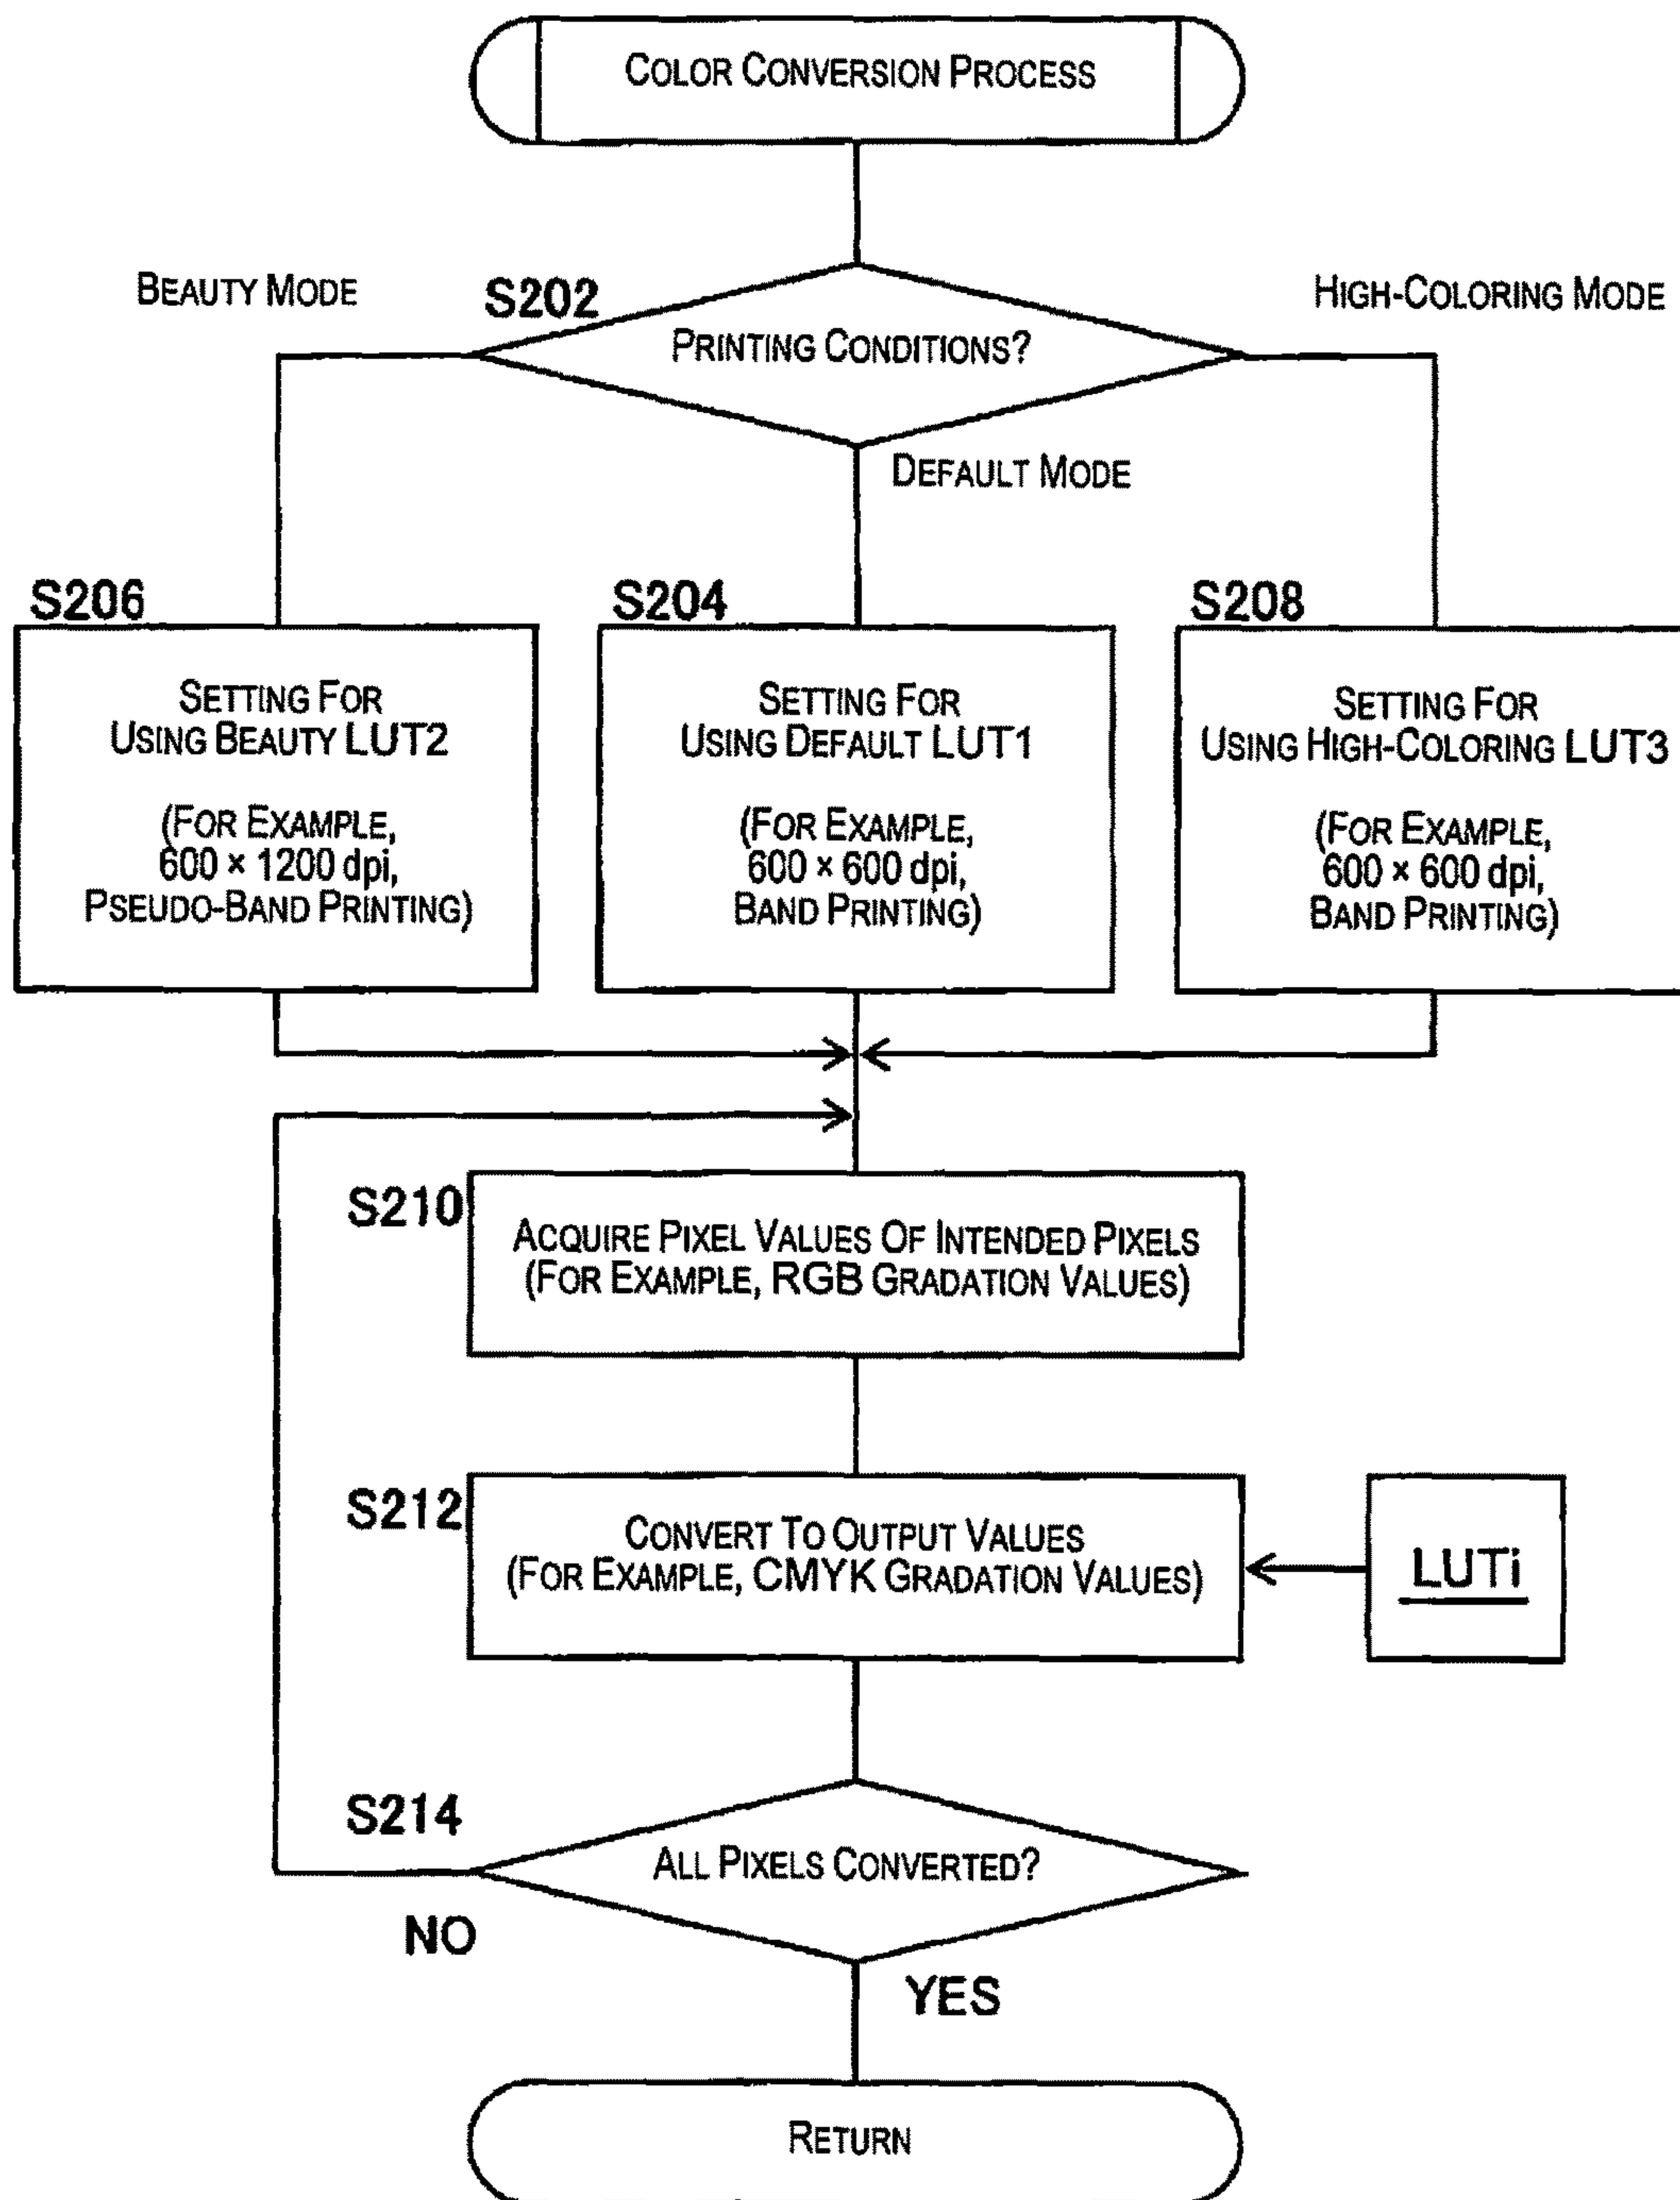 COLOR CONVERSION PROCESS
BEAUTY MODE
S202
HIGH-COLORING MODE
PRINTING CONDITIONS?
DEFAULT MODE
S206
SETTING FOR
USING BEAUTY LUT2
(FOR EXAMPLE,
600 × 1200 dpi,
PSEUDO-BAND PRINTING)
S204
SETTING FOR
USING DEFAULT LUT1
(FOR EXAMPLE,
600 × 600 dpi,
BAND PRINTING)
S208
SETTING FOR
USING HIGH-COLORING LUT3
(FOR EXAMPLE,
600 × 600 dpi,
BAND PRINTING)
S210
ACQUIRE PIXEL VALUES OF INTENDED PIXELS
(FOR EXAMPLE, RGB GRADATION VALUES)
S212
CONVERT TO OUTPUT VALUES
(FOR EXAMPLE, CMYK GRADATION VALUES)
LUTi
S214
ALL PIXELS CONVERTED?
NO
YES
RETURN